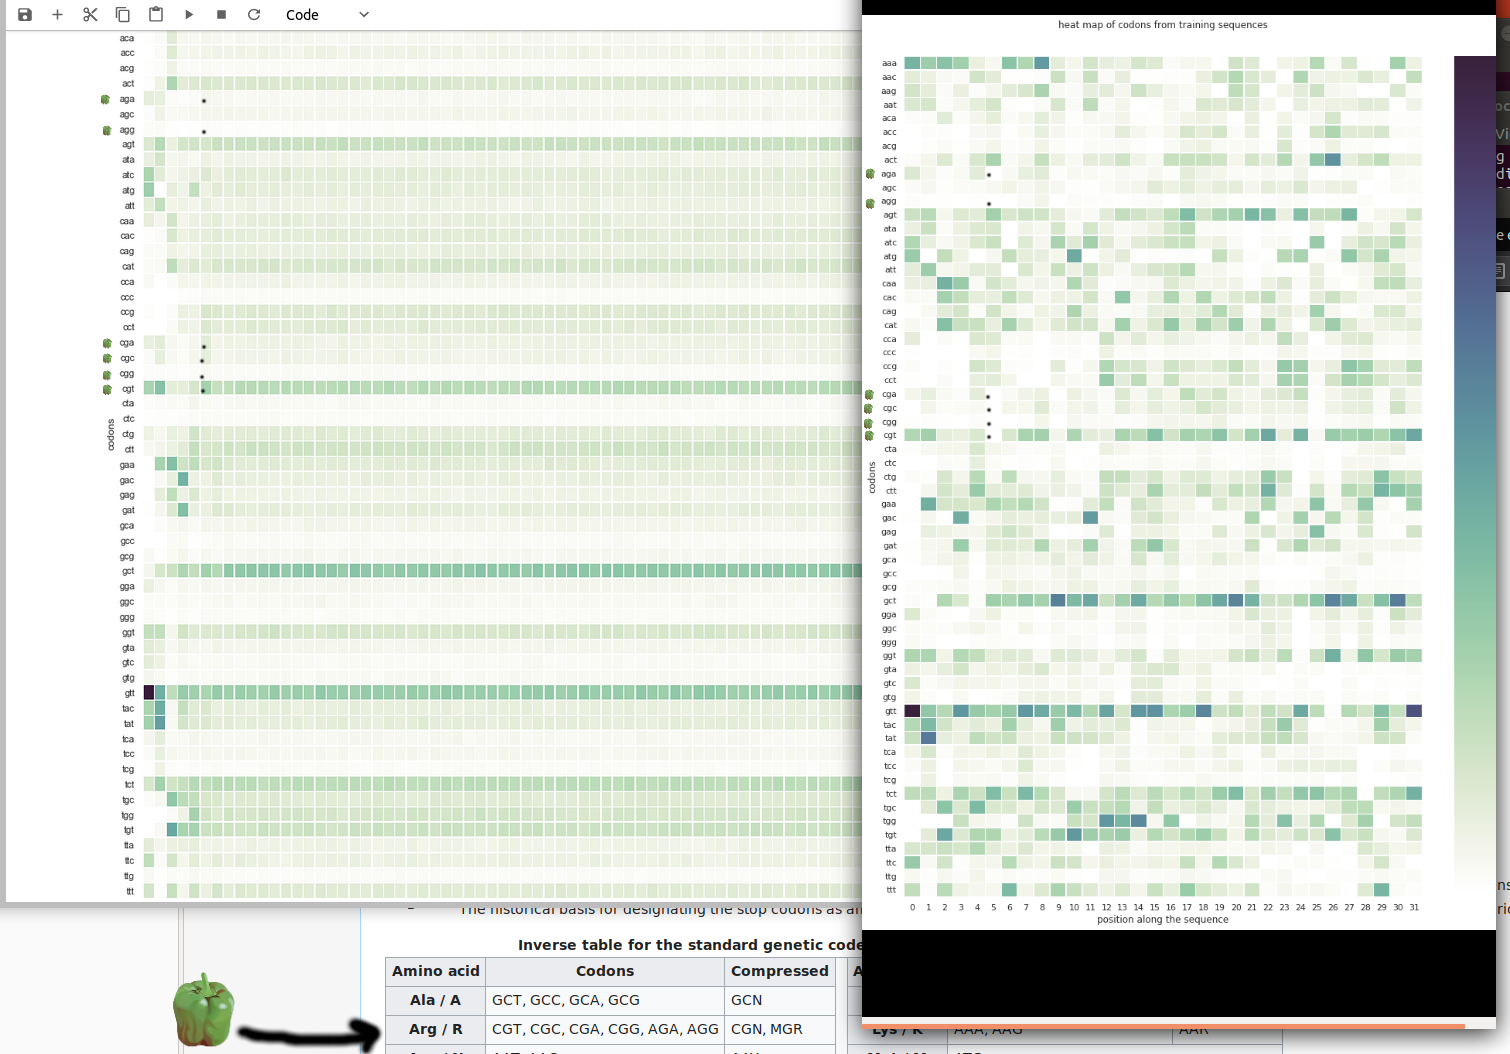 Code
aca
acc
acg
act
aga
agc
agg
agt
ata
atc
atg
att
caa
cac
cag
cat
cca
ccc
ccg
cct
cga
cgc
cgg
cgt
cta
ctc
ctg
ctt
gaa
gac
gag
gat
gca
gcc
gcg
gct
gga
ggc
ggg
ggt
gta
gtc
gtg
gtt
tac
tat
tca
tcc
tcg
tct
tgc
tgg
tgt
tta
ttc
ttg
ttt
codons
heat map of codons from training sequences
aaa
aac
aag
aat
aca
acc
acg
act
aga
agc
agg
agt
ata
atc
atg
att
caa
cac
cag
cat
cca
ccc
ccg
cct
cga
cgc
cgg
cgt
cta
ctc
ctg
ctt
gaa
gac
gag
gat
gca
gcc
gcg
gct
gga
ggc
ggg
ggt
gta
gtc
gtg
gtt
tac
tat
tca
tcc
tcg
tct
tgc
tgg
tgt
tta
ttc
ttg
ttt
codons
0 1 2 3 4 5 6 7 8 9 10 11 12 13 14 15 16 17 18 19 20 21 22 23 24 25 26 27 28 29 30 31
position along the sequence
The historical basis for designating the stop codons as
Inverse table for the standard genetic code
Amino acid Codons Compressed
Ala / A GCT, GCC, GCA, GCG GCN
Arg / R CGT, CGC, CGA, CGG, AGA, AGG CGN, MGR
Lys / K AAA, AAG AAR